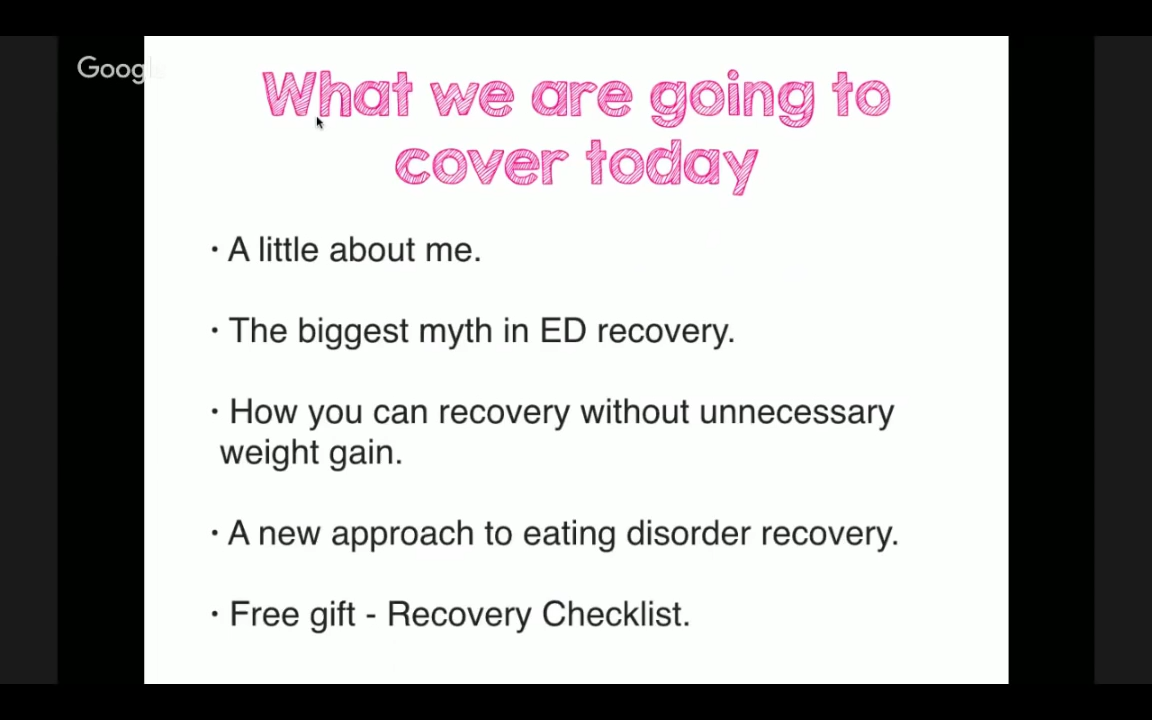 Google
What we are going to
cover today
· A little about me.
· The biggest myth in ED recovery.
· How you can recovery without unnecessary
weight gain.
· A new approach to eating disorder recovery.
· Free gift - Recovery Checklist.